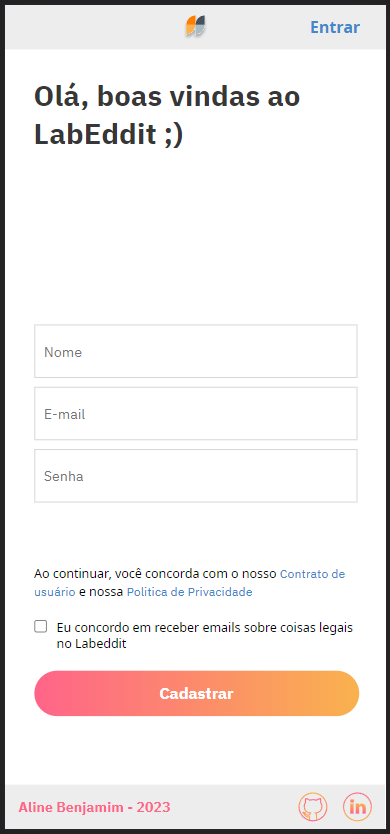 Entrar
Olá, boas vindas ao
LabEddit ;)
Nome
E-mail
Senha
Ao continuar, você concorda com o nosso Contrato de
usuário e nossa Política de Privacidade
Eu concordo em receber emails sobre coisas legais
no Labeddit
Cadastrar
Aline Benjamim - 2023
in